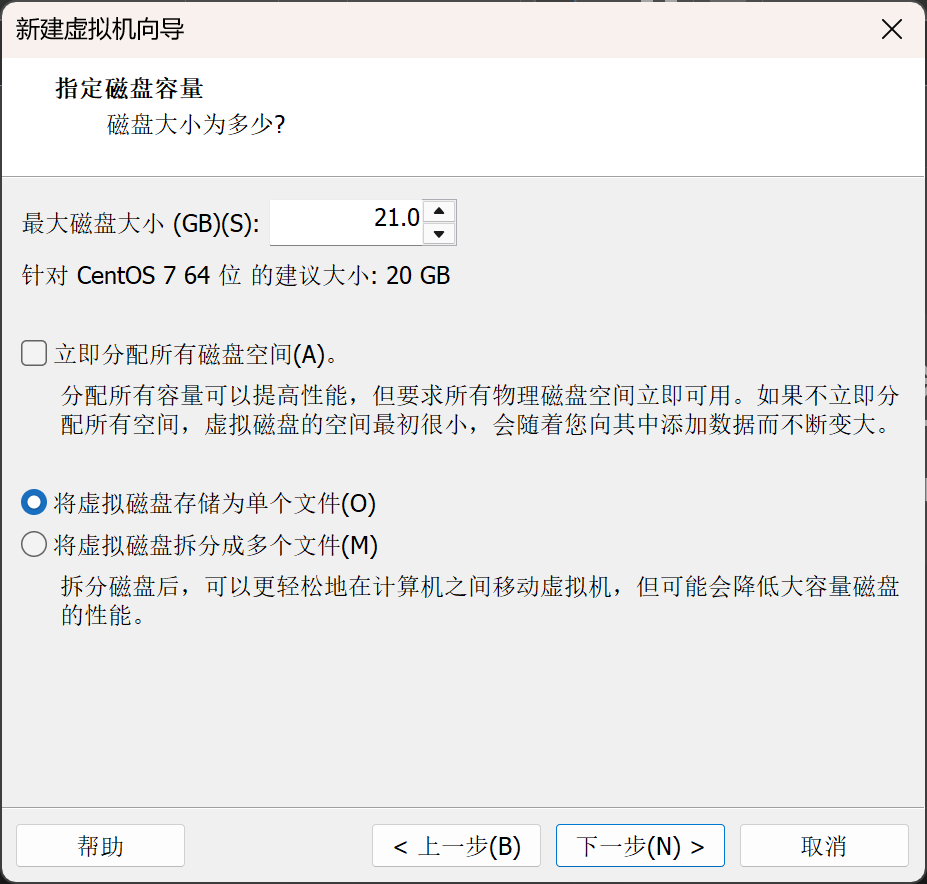 新建虚拟机向导
指定磁盘容量
磁盘大小为多少?
最大磁盘大小 (GB)(S): 21.0
针对 CentOS 7 64 位 的建议大小: 20 GB
立即分配所有磁盘空间(A)。
分配所有容量可以提高性能，但要求所有物理磁盘空间立即可用。如果不立即分
配所有空间，虚拟磁盘的空间最初很小，会随着您向其中添加数据而不断变大。
将虚拟磁盘存储为单个文件(O)
将虚拟磁盘拆分成多个文件(M)
拆分磁盘后，可以更轻松地在计算机之间移动虚拟机，但可能会降低大容量磁盘
的性能。
帮助 < 上一步(B) 下一步(N) > 取消